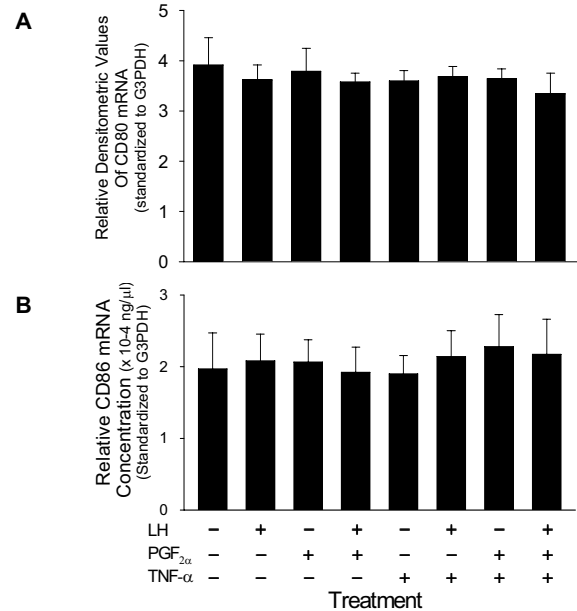 A
Relative Densitometric Values
Of CD80 mRNA
(standardized to G3PDH)
6
5
4
3
2
1
0
B
Relative CD86 mRNA
Concentration (x 10-4 ng/µl)
(Standardized to G3PDH)
3
2
1
0
LH – + – + – + – +
PGF2α – – + + – – + +
TNF-α – – – – + + + +
Treatment